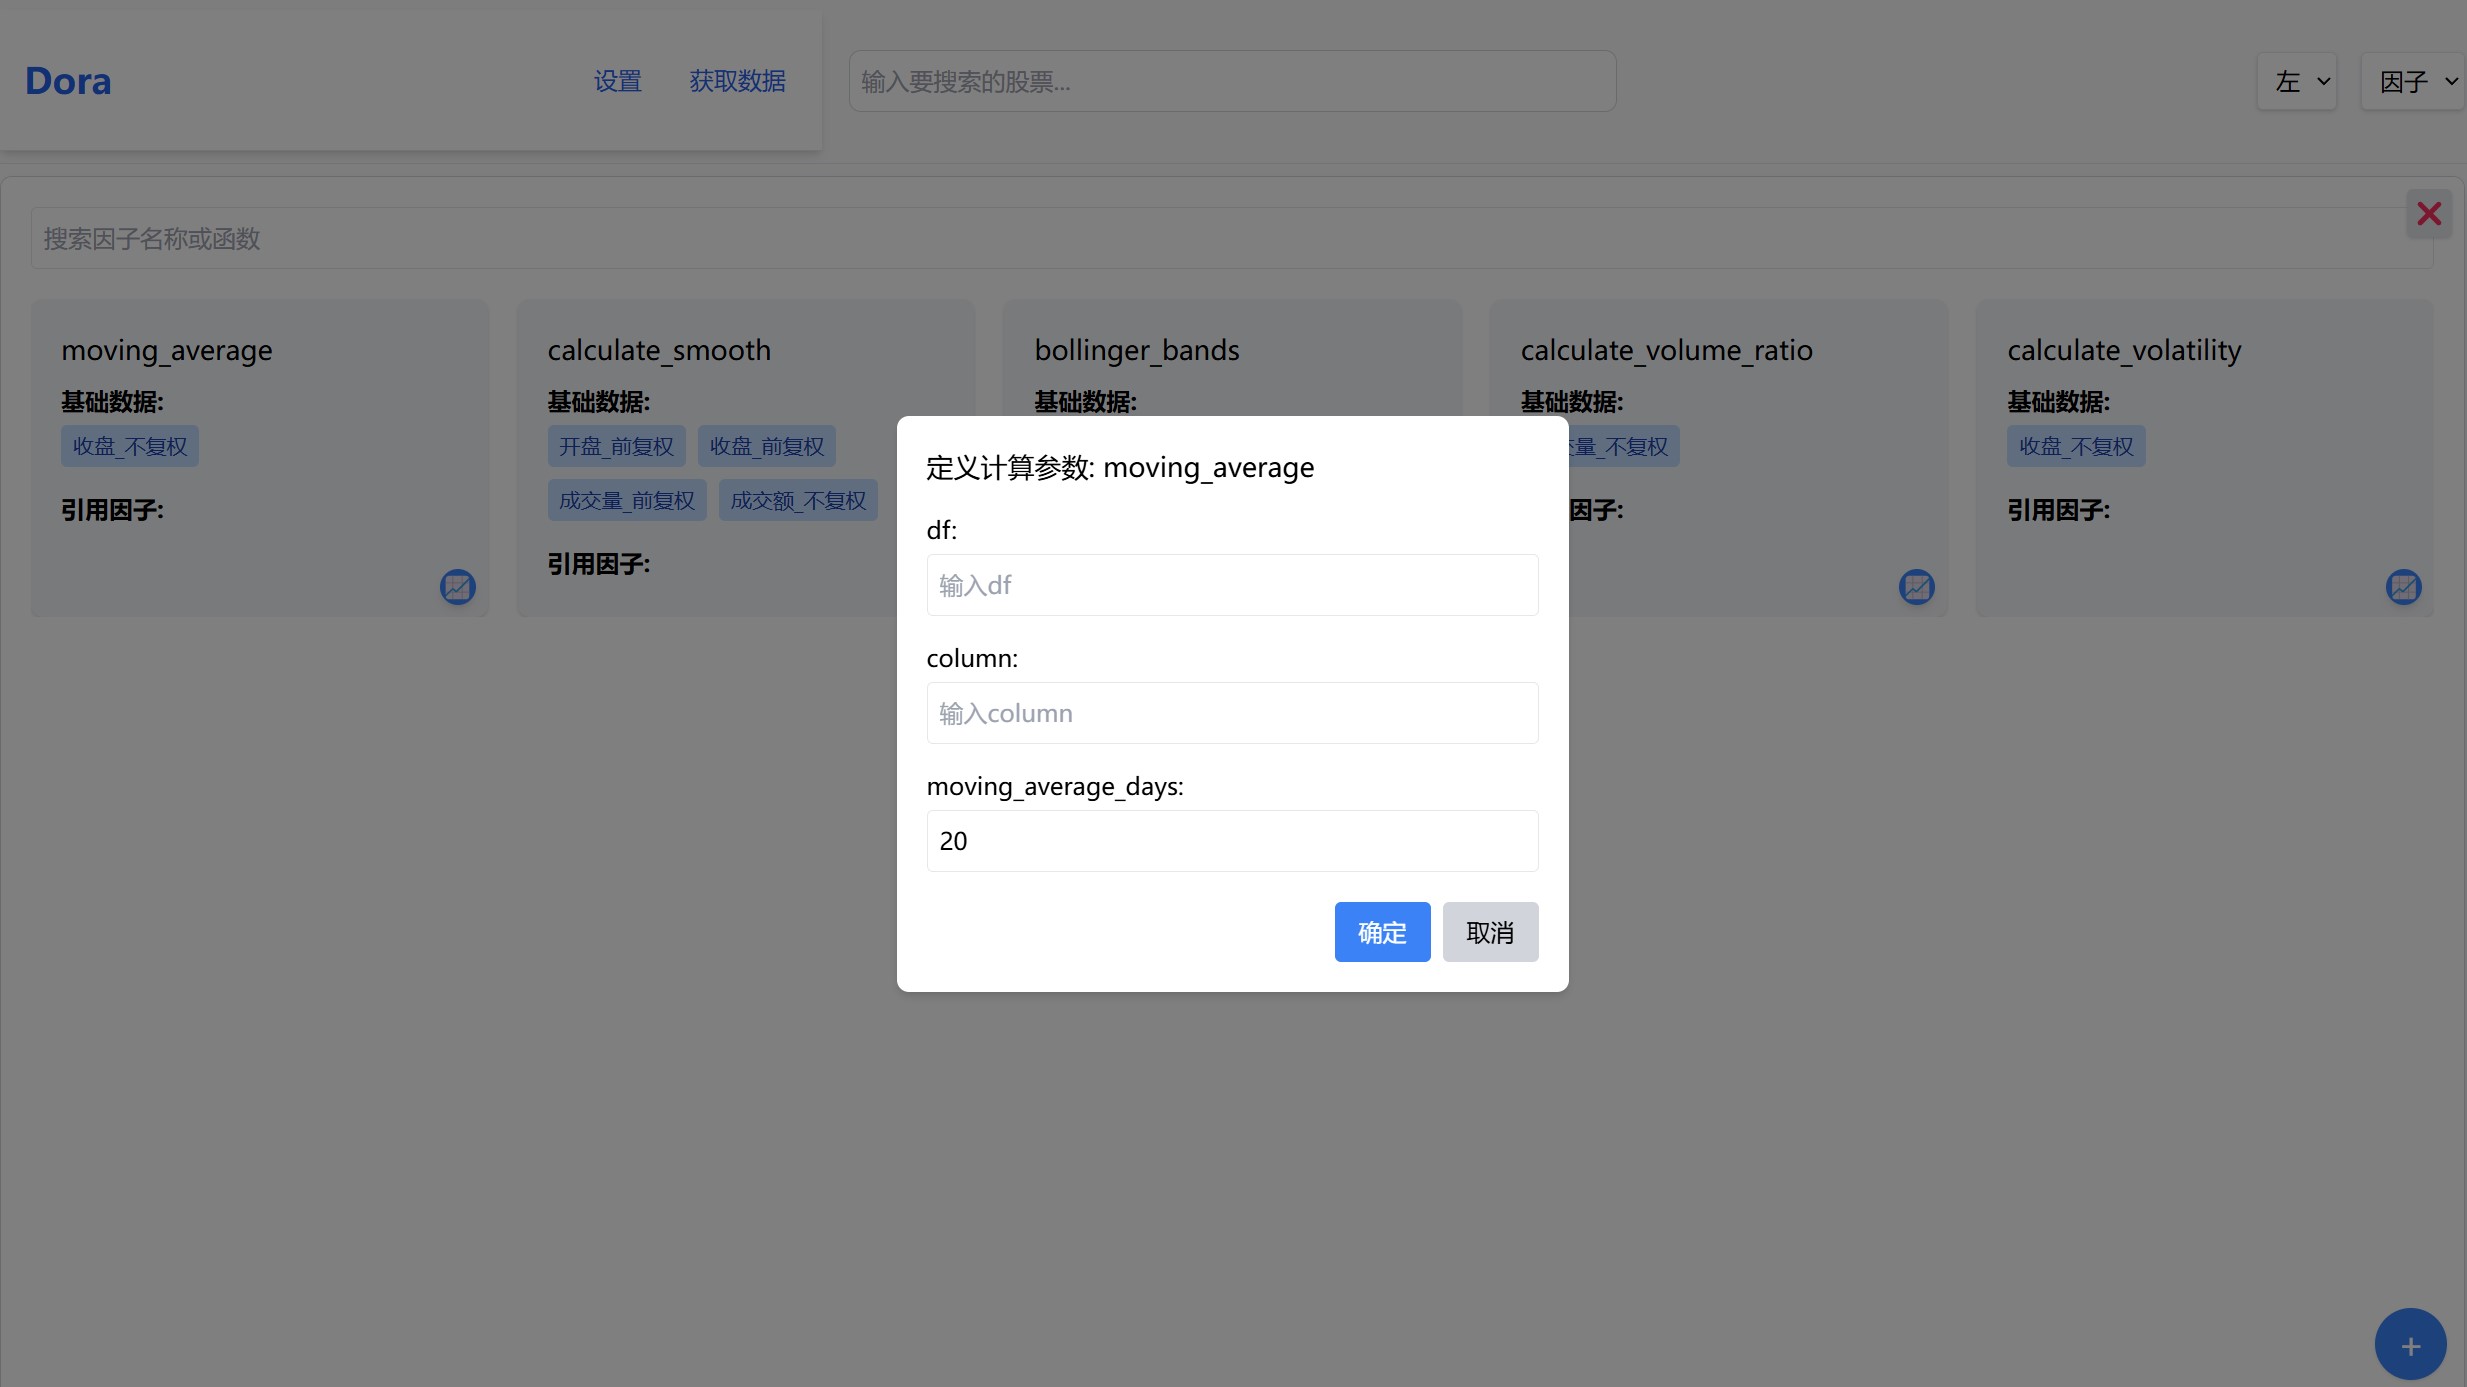 Dora 设置 获取数据 输入要搜索的股票... 左 因子
搜索因子名称或函数
moving_average calculate_smooth bollinger_bands calculate_volume_ratio calculate_volatility
基础数据: 基础数据: 基础数据: 基础数据: 基础数据:
收盘_不复权 开盘_前复权 收盘_前复权 量_不复权 收盘_不复权
成交量_前复权 成交额_不复权
引用因子: 因子: 引用因子:
引用因子:
定义计算参数: moving_average
df:
输入df
column:
输入column
moving_average_days:
20
确定 取消
+